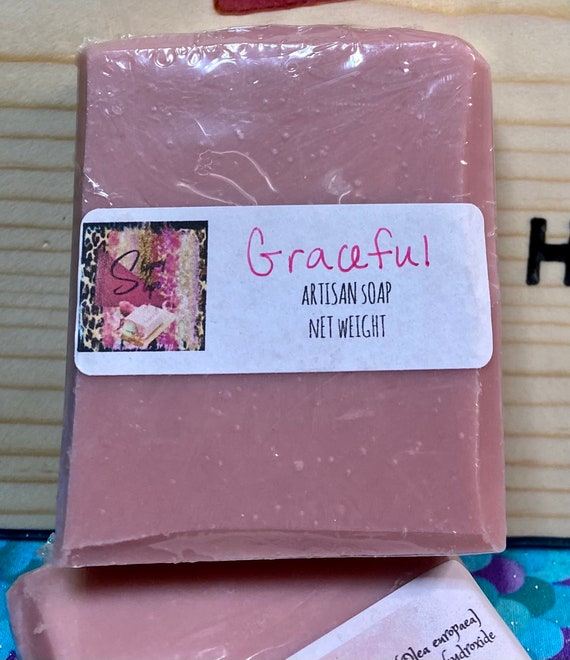 Graceful
ARTISAN SOAP
NET WEIGHT
H
(Olea europaea)